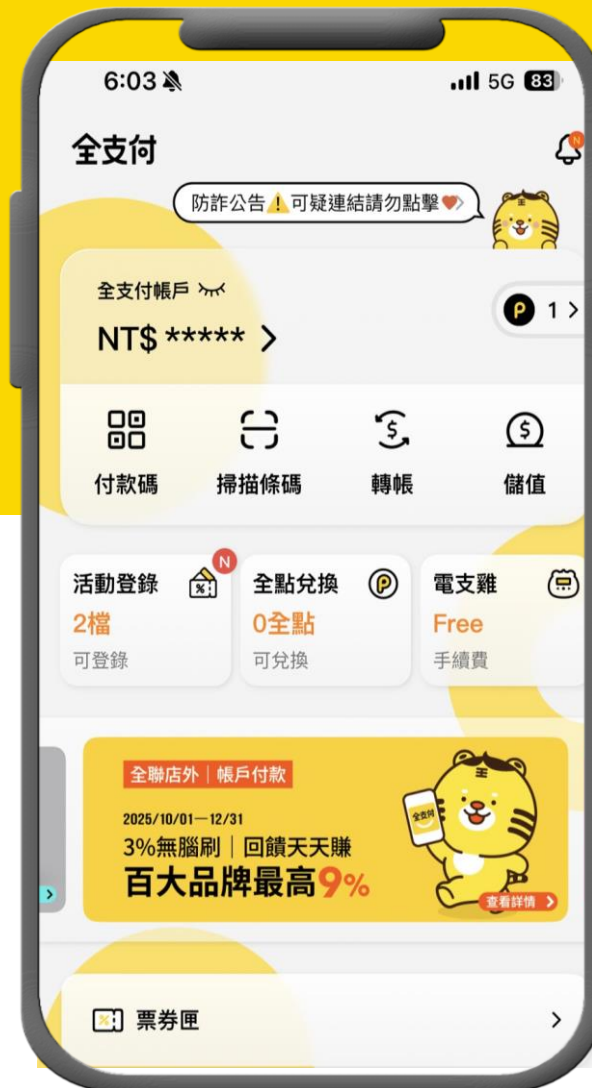 6:03 5G 83
全支付
N
防詐公告⚠️可疑連結請勿點擊
全支付帳戶
NT$ *****
P 1
付款碼 掃描條碼 轉帳 儲值
N
活動登錄 全點兌換 電支雞
2檔 0全點 Free
可登錄 可兌換 手續費
全聯店外｜帳戶付款
2025/10/01－12/31
3%無腦刷｜回饋天天賺
百大品牌最高9%
全支付
查看詳情
票券匣